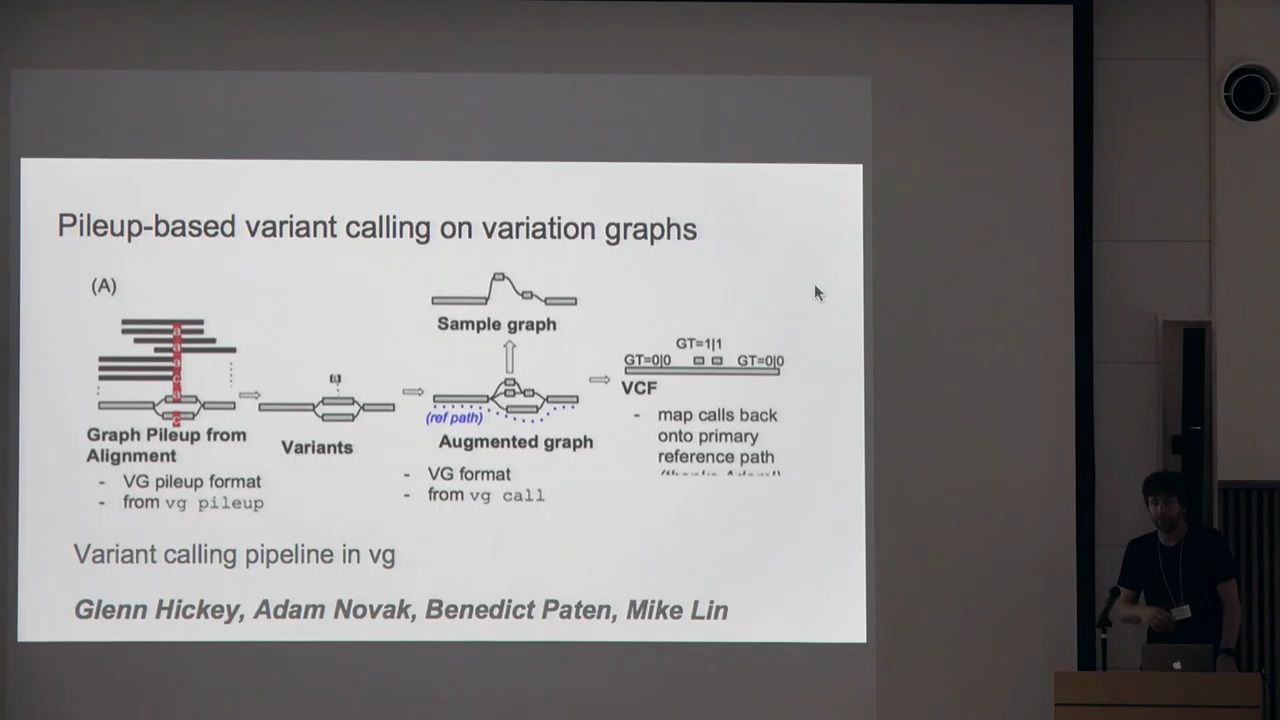 Pileup-based variant calling on variation graphs
(A)
a
a
a
c
a
c
Graph Pileup from
Alignment
- VG pileup format
- from vg pileup
Variants
Sample graph
(ref path)
Augmented graph
- VG format
- from vg call
GT=1|1
GT=0|0
GT=0|0
VCF
- map calls back
onto primary
reference path
Variant calling pipeline in vg
Glenn Hickey, Adam Novak, Benedict Paten, Mike Lin